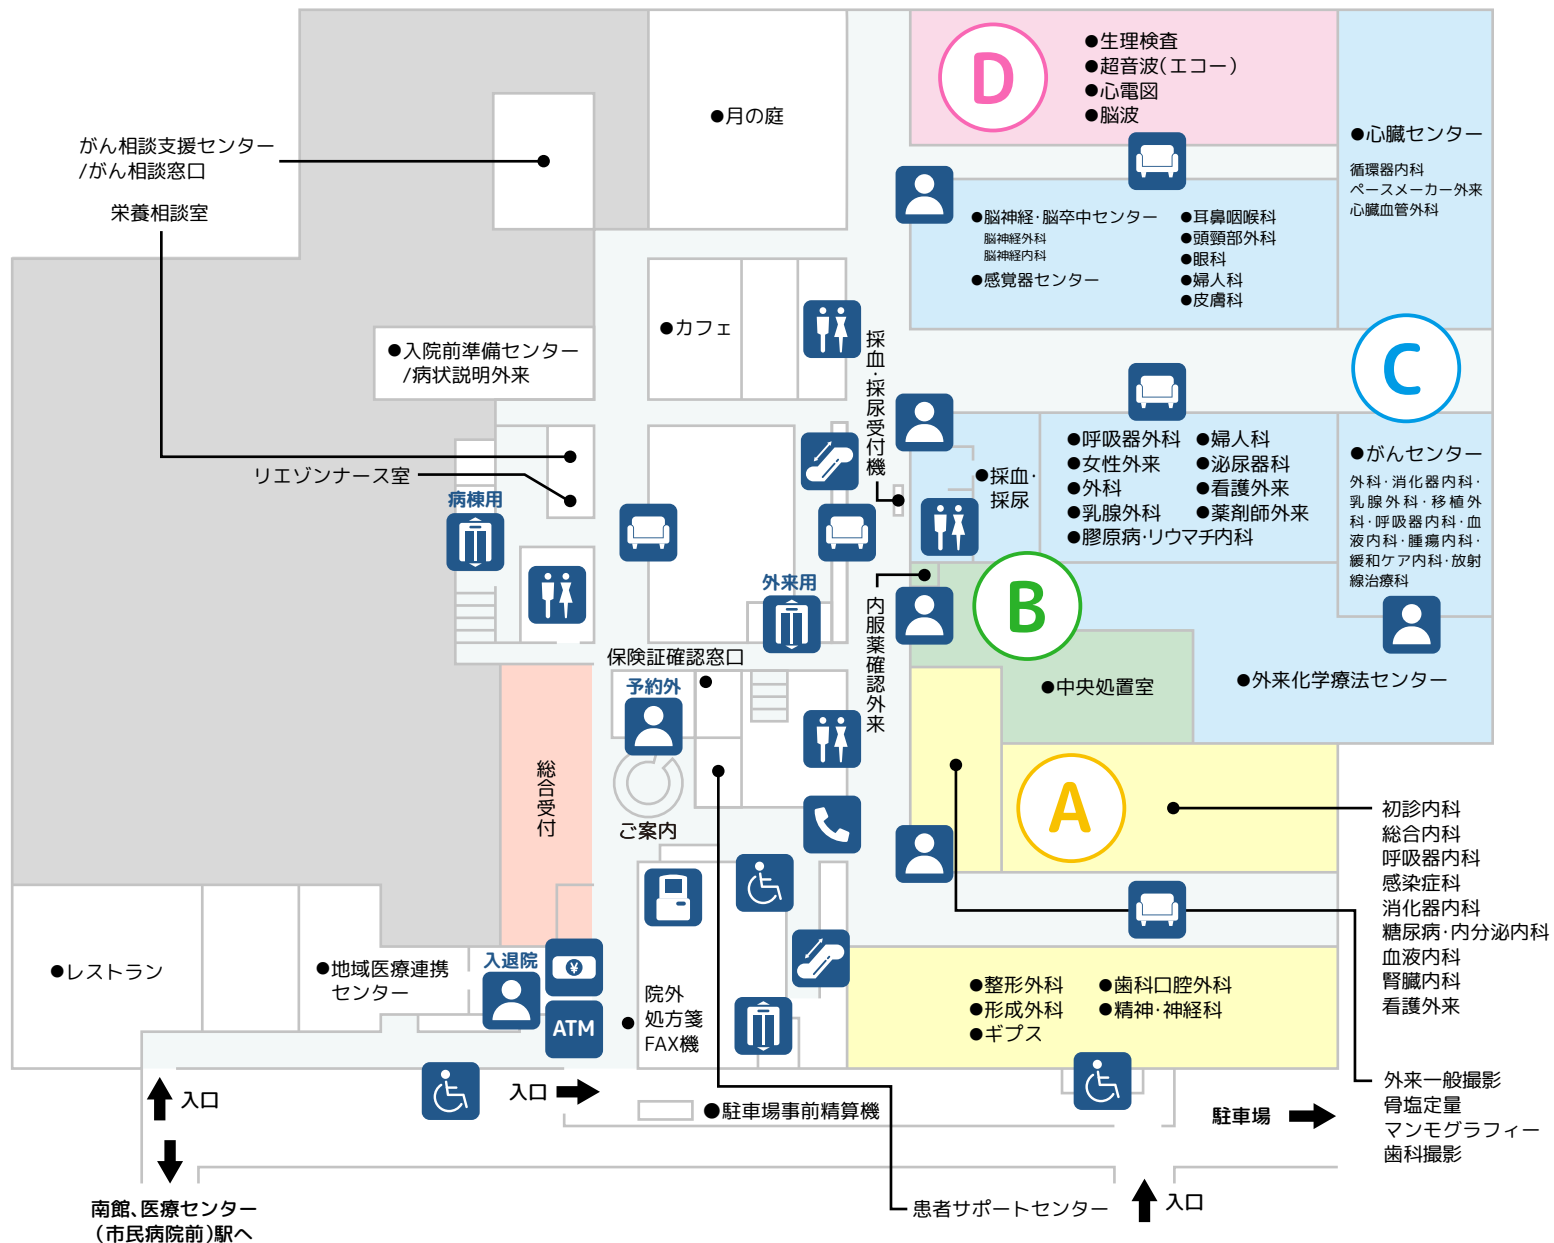 D
●生理検査
●超音波(エコー)
●心電図
●脳波
●月の庭
がん相談支援センター
/がん相談窓口
栄養相談室
●心臓センター
循環器内科
ペースメーカー外来
心臓血管外科
●脳神経・脳卒中センター
脳神経外科
脳神経内科
●感覚器センター
●耳鼻咽喉科
●頭頸部外科
●眼科
●婦人科
●皮膚科
●カフェ
●入院前準備センター
/病状説明外来
採血・採尿受付機
C
リエゾンナース室
病棟用
●採血・
採尿
●呼吸器外科
●女性外来
●外科
●乳腺外科
●膠原病・リウマチ内科
●婦人科
●泌尿器科
●看護外来
●薬剤師外来
●がんセンター
外科・消化器内科・
乳腺外科・移植外
科・呼吸器内科・血
液内科・腫瘍内科・
緩和ケア内科・放射
線治療科
外来用
内服薬確認外来
B
保険証確認窓口
予約外
●中央処置室
●外来化学療法センター
総合受付
ご案内
A
初診内科
総合内科
呼吸器内科
感染症科
消化器内科
糖尿病・内分泌内科
血液内科
腎臓内科
看護外来
●レストラン
●地域医療連携
センター
入退院
¥
ATM
院外
処方箋
FAX機
●整形外科
●形成外科
●ギプス
●歯科口腔外科
●精神・神経科
外来一般撮影
骨塩定量
マンモグラフィー
歯科撮影
入口
入口
●駐車場事前精算機
駐車場
南館、医療センター
(市民病院前)駅へ
患者サポートセンター
入口